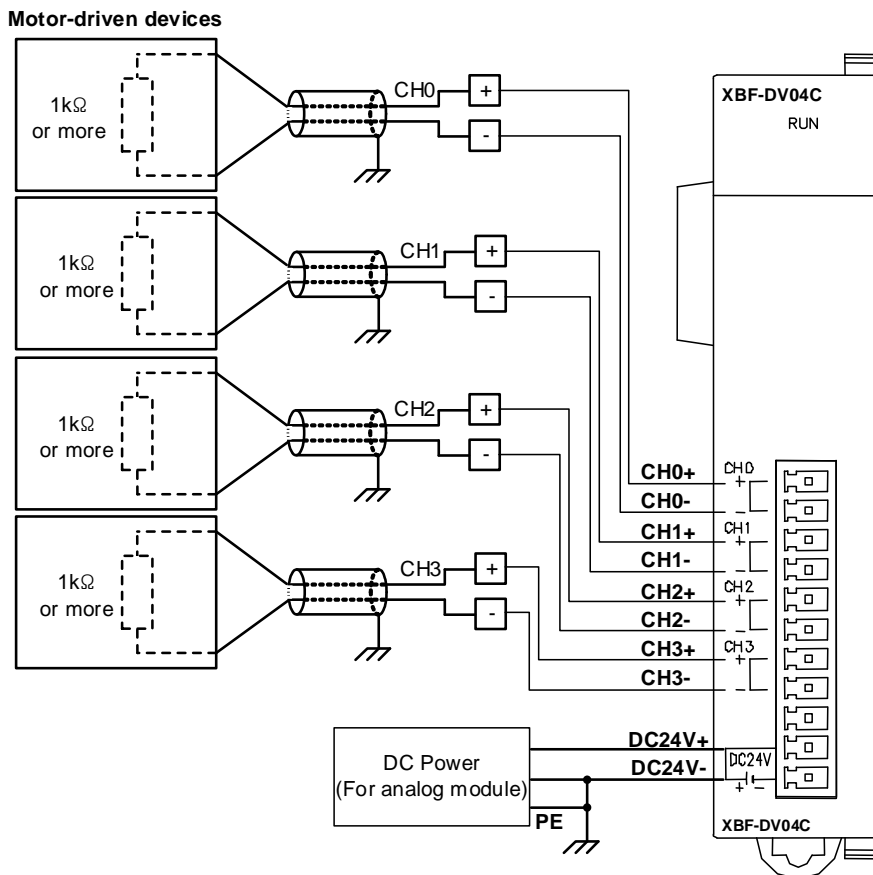 Motor-driven devices
1kΩ
or more
CH0
+
-
XBF-DV04C
RUN
1kΩ
or more
CH1
+
-
1kΩ
or more
CH2
+
-
1kΩ
or more
CH3
+
-
CH0+
CH0
+
CH0-
-
CH1+
CH1
+
CH1-
-
CH2+
CH2
+
CH2-
-
CH3+
CH3
+
CH3-
-
DC Power
(For analog module)
DC24V+
DC24V-
PE
DC24V
+ -
XBF-DV04C